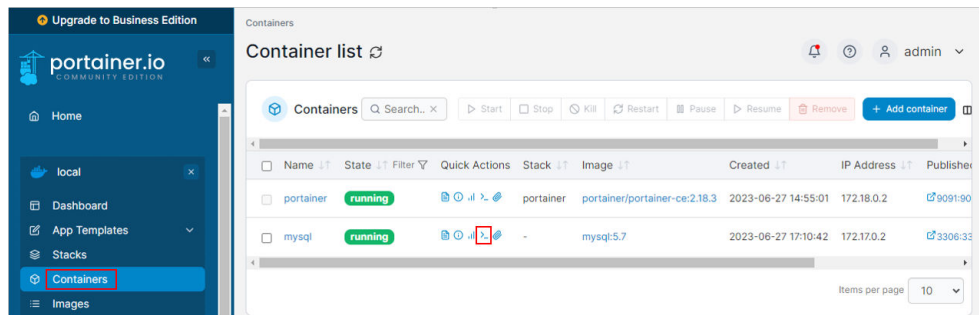 Upgrade to Business Edition
portainer.io
COMMUNITY EDITION
Home
local
Dashboard
App Templates
Stacks
Containers
Images
Containers
Container list
admin
Containers Search.. Start Stop Kill Restart Pause Resume Remove + Add container
Name State Filter Quick Actions Stack Image Created IP Address Published
portainer running portainer portainer/portainer-ce:2.18.3 2023-06-27 14:55:01 172.18.0.2 9091:90
mysql running - mysql:5.7 2023-06-27 17:10:42 172.17.0.2 3306:33
Items per page 10